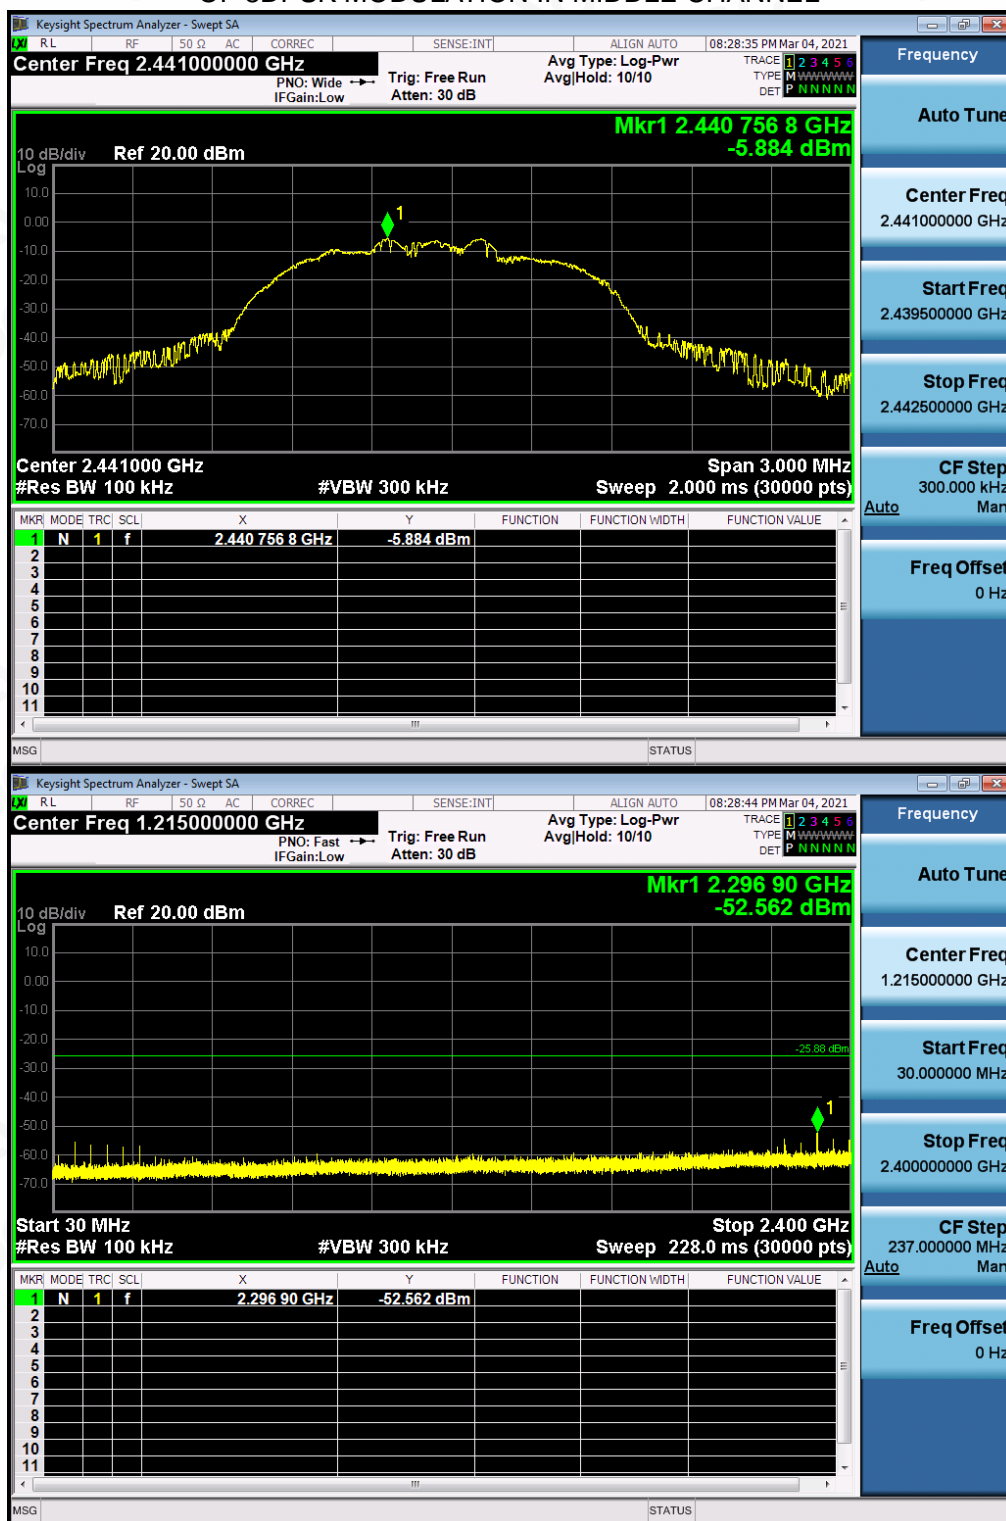 Keysight Spectrum Analyzer - Swept SA
LXI RL RF 50 Ω AC CORREC SENSE:INT ALIGN AUTO 08:28:35 PM Mar 04, 2021
Center Freq 2.441000000 GHz
PNO: Wide
IFGain:Low
Trig: Free Run
Atten: 30 dB
Avg Type: Log-Pwr
Avg|Hold: 10/10
TRACE 1 2 3 4 5 6
TYPE M WWWWW
DET P N N N N N
Mkr1 2.440 756 8 GHz
-5.884 dBm
10 dB/div Ref 20.00 dBm
Log
10.0
0.00
-10.0
-20.0
-30.0
-40.0
-50.0
-60.0
-70.0
1
Center 2.441000 GHz Span 3.000 MHz
#Res BW 100 kHz #VBW 300 kHz Sweep 2.000 ms (30000 pts)
MKR MODE TRC SCL X Y FUNCTION FUNCTION WIDTH FUNCTION VALUE
1 N 1 f 2.440 756 8 GHz -5.884 dBm
2
3
4
5
6
7
8
9
10
11
MSG STATUS
Frequency
Auto Tune
Center Freq
2.441000000 GHz
Start Freq
2.439500000 GHz
Stop Freq
2.442500000 GHz
CF Step
300.000 kHz
Auto Man
Freq Offset
0 Hz
Keysight Spectrum Analyzer - Swept SA
LXI RL RF 50 Ω AC CORREC SENSE:INT ALIGN AUTO 08:28:44 PM Mar 04, 2021
Center Freq 1.215000000 GHz
PNO: Fast
IFGain:Low
Trig: Free Run
Atten: 30 dB
Avg Type: Log-Pwr
Avg|Hold: 10/10
TRACE 1 2 3 4 5 6
TYPE M WWWWW
DET P N N N N N
Mkr1 2.296 90 GHz
-52.562 dBm
10 dB/div Ref 20.00 dBm
Log
10.0
0.00
-10.0
-20.0
-30.0
-40.0
-50.0
-60.0
-70.0
-25.88 dBm
1
Start 30 MHz Stop 2.400 GHz
#Res BW 100 kHz #VBW 300 kHz Sweep 228.0 ms (30000 pts)
MKR MODE TRC SCL X Y FUNCTION FUNCTION WIDTH FUNCTION VALUE
1 N 1 f 2.296 90 GHz -52.562 dBm
2
3
4
5
6
7
8
9
10
11
MSG STATUS
Frequency
Auto Tune
Center Freq
1.215000000 GHz
Start Freq
30.000000 MHz
Stop Freq
2.400000000 GHz
CF Step
237.000000 MHz
Auto Man
Freq Offset
0 Hz